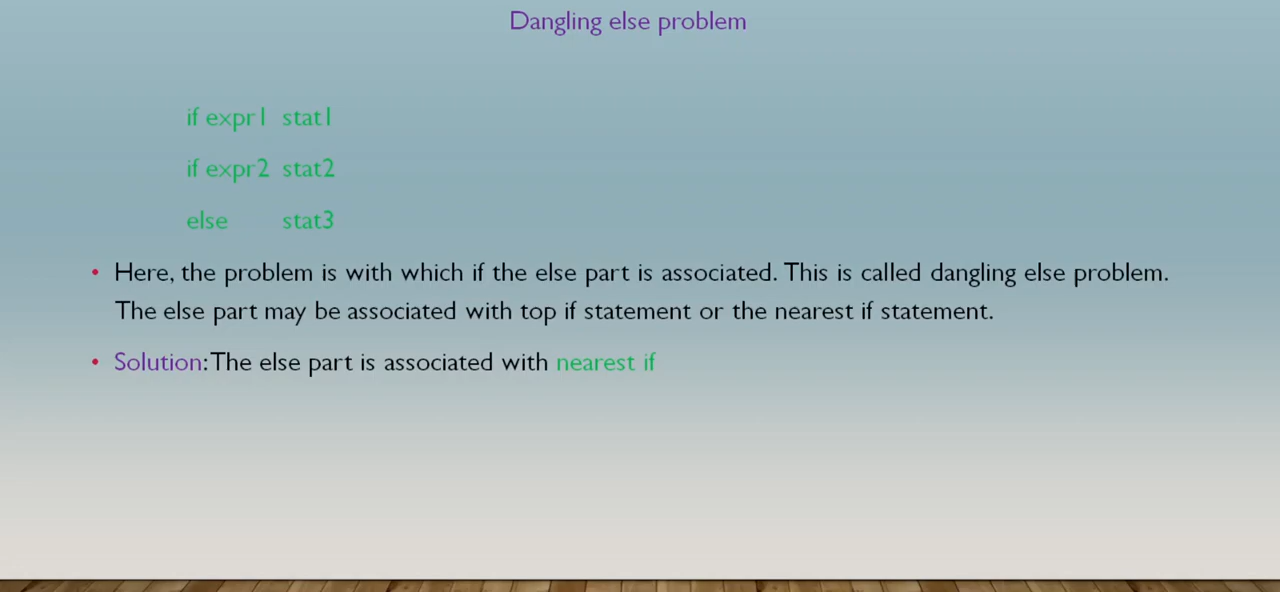 Dangling else problem
if expr1 stat1
if expr2 stat2
else stat3
• Here, the problem is with which if the else part is associated. This is called dangling else problem.
The else part may be associated with top if statement or the nearest if statement.
• Solution: The else part is associated with nearest if